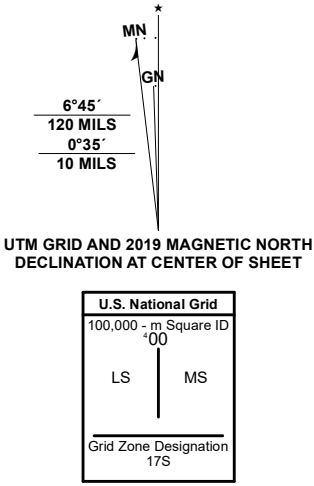 ★
MN
GN
6°45´
120 MILS
0°35´
10 MILS
UTM GRID AND 2019 MAGNETIC NORTH
DECLINATION AT CENTER OF SHEET
U.S. National Grid
100,000 - m Square ID
⁴00
LS MS
Grid Zone Designation
17S